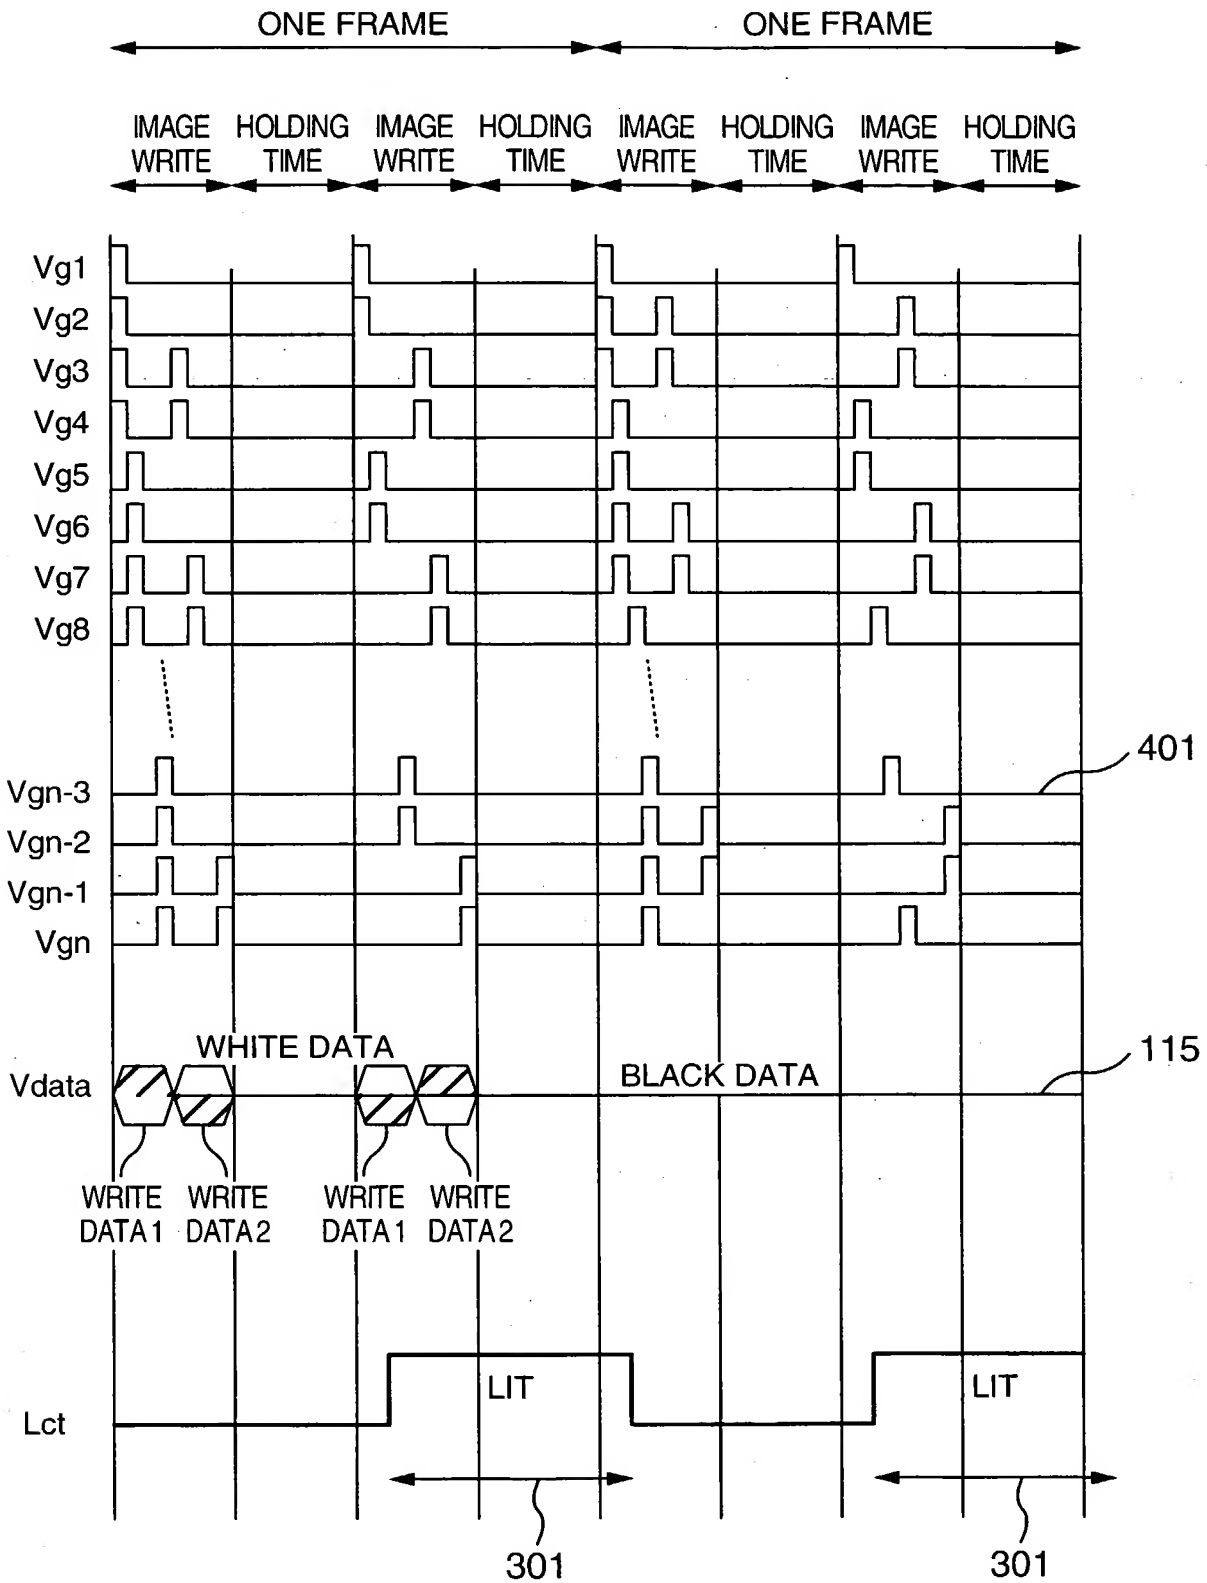 ONE FRAME ONE FRAME
IMAGE HOLDING IMAGE HOLDING IMAGE HOLDING IMAGE HOLDING
WRITE TIME WRITE TIME WRITE TIME WRITE TIME
Vg1
Vg2
Vg3
Vg4
Vg5
Vg6
Vg7
Vg8
401
Vgn-3
Vgn-2
Vgn-1
Vgn
WHITE DATA
115
Vdata
BLACK DATA
WRITE WRITE WRITE WRITE
DATA1 DATA2 DATA1 DATA2
LIT LIT
Lct
301 301